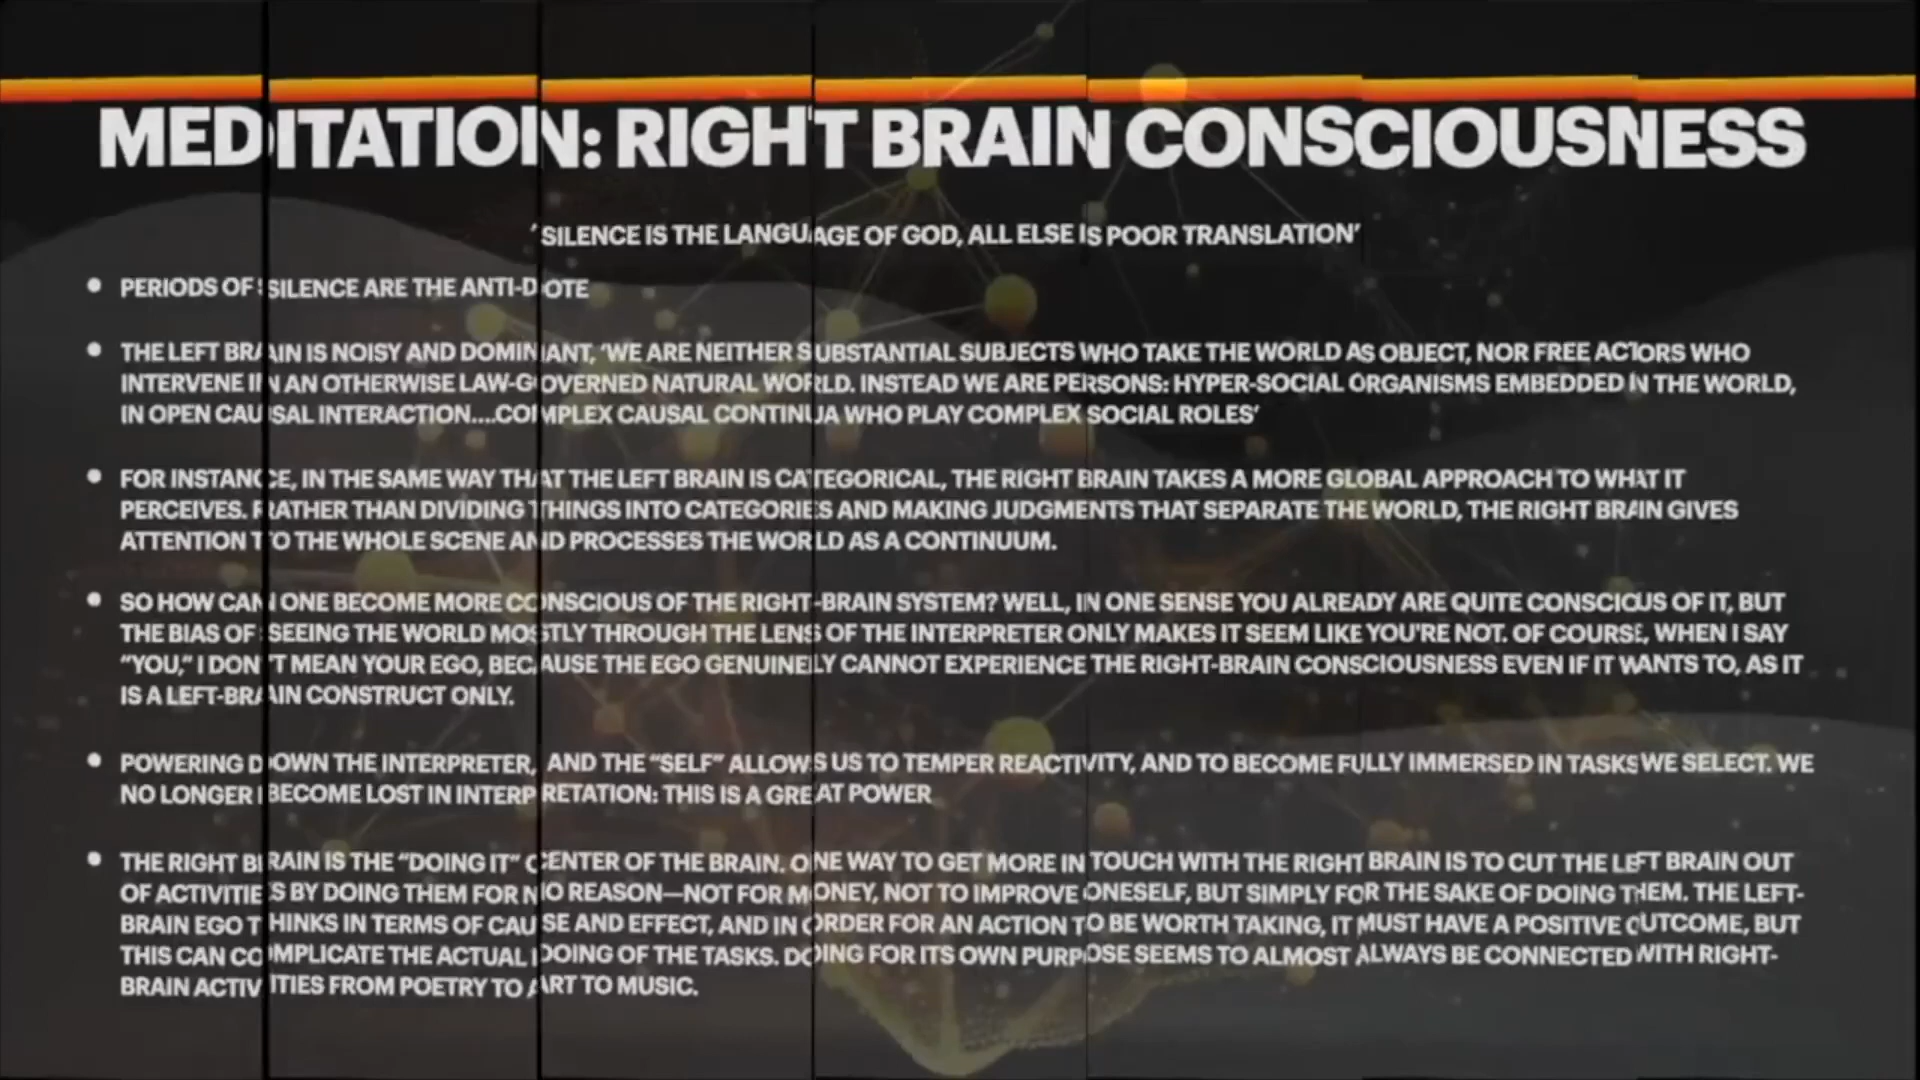 MEDITATION: RIGHT BRAIN CONSCIOUSNESS
'SILENCE IS THE LANGUAGE OF GOD, ALL ELSE IS POOR TRANSLATION'
• PERIODS OF SILENCE ARE THE ANTI-DOTE
• THE LEFT BRAIN IS NOISY AND DOMINANT, 'WE ARE NEITHER SUBSTANTIAL SUBJECTS WHO TAKE THE WORLD AS OBJECT, NOR FREE ACTORS WHO
INTERVENE IN AN OTHERWISE LAW-GOVERNED NATURAL WORLD. INSTEAD WE ARE PERSONS: HYPER-SOCIAL ORGANISMS EMBEDDED IN THE WORLD,
IN OPEN CAUSAL INTERACTION....COMPLEX CAUSAL CONTINUA WHO PLAY COMPLEX SOCIAL ROLES'
• FOR INSTANCE, IN THE SAME WAY THAT THE LEFT BRAIN IS CATEGORICAL, THE RIGHT BRAIN TAKES A MORE GLOBAL APPROACH TO WHAT IT
PERCEIVES. RATHER THAN DIVIDING THINGS INTO CATEGORIES AND MAKING JUDGMENTS THAT SEPARATE THE WORLD, THE RIGHT BRAIN GIVES
ATTENTION TO THE WHOLE SCENE AND PROCESSES THE WORLD AS A CONTINUUM.
• SO HOW CAN ONE BECOME MORE CONSCIOUS OF THE RIGHT-BRAIN SYSTEM? WELL, IN ONE SENSE YOU ALREADY ARE QUITE CONSCIOUS OF IT, BUT
THE BIAS OF SEEING THE WORLD MOSTLY THROUGH THE LENS OF THE INTERPRETER ONLY MAKES IT SEEM LIKE YOU'RE NOT. OF COURSE, WHEN I SAY
“YOU,” I DON'T MEAN YOUR EGO, BECAUSE THE EGO GENUINELY CANNOT EXPERIENCE THE RIGHT-BRAIN CONSCIOUSNESS EVEN IF IT WANTS TO, AS IT
IS A LEFT-BRAIN CONSTRUCT ONLY.
• POWERING DOWN THE INTERPRETER, AND THE “SELF” ALLOWS US TO TEMPER REACTIVITY, AND TO BECOME FULLY IMMERSED IN TASKS WE SELECT. WE
NO LONGER BECOME LOST IN INTERPRETATION: THIS IS A GREAT POWER
• THE RIGHT BRAIN IS THE “DOING IT” CENTER OF THE BRAIN. ONE WAY TO GET MORE IN TOUCH WITH THE RIGHT BRAIN IS TO CUT THE LEFT BRAIN OUT
OF ACTIVITIES BY DOING THEM FOR NO REASON—NOT FOR MONEY, NOT TO IMPROVE ONESELF, BUT SIMPLY FOR THE SAKE OF DOING THEM. THE LEFT-
BRAIN EGO THINKS IN TERMS OF CAUSE AND EFFECT, AND IN ORDER FOR AN ACTION TO BE WORTH TAKING, IT MUST HAVE A POSITIVE OUTCOME, BUT
THIS CAN COMPLICATE THE ACTUAL DOING OF THE TASKS. DOING FOR ITS OWN PURPOSE SEEMS TO ALMOST ALWAYS BE CONNECTED WITH RIGHT-
BRAIN ACTIVITIES FROM POETRY TO ART TO MUSIC.